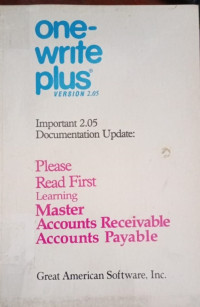 one-
write
plus®
VERSION 2.05
Important 2.05
Documentation Update:
Please
Read First
Learning
Master
Accounts Receivable
Accounts Payable
Great American Software, Inc.